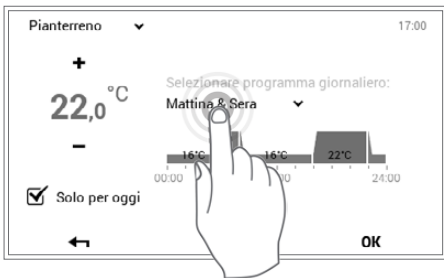 Pianterreno
17:00
+
22,0 °C
−
Selezionare programma giornaliero:
Mattina & Sera
16°C 16°C 22°C
00:00 24:00
Solo per oggi
OK